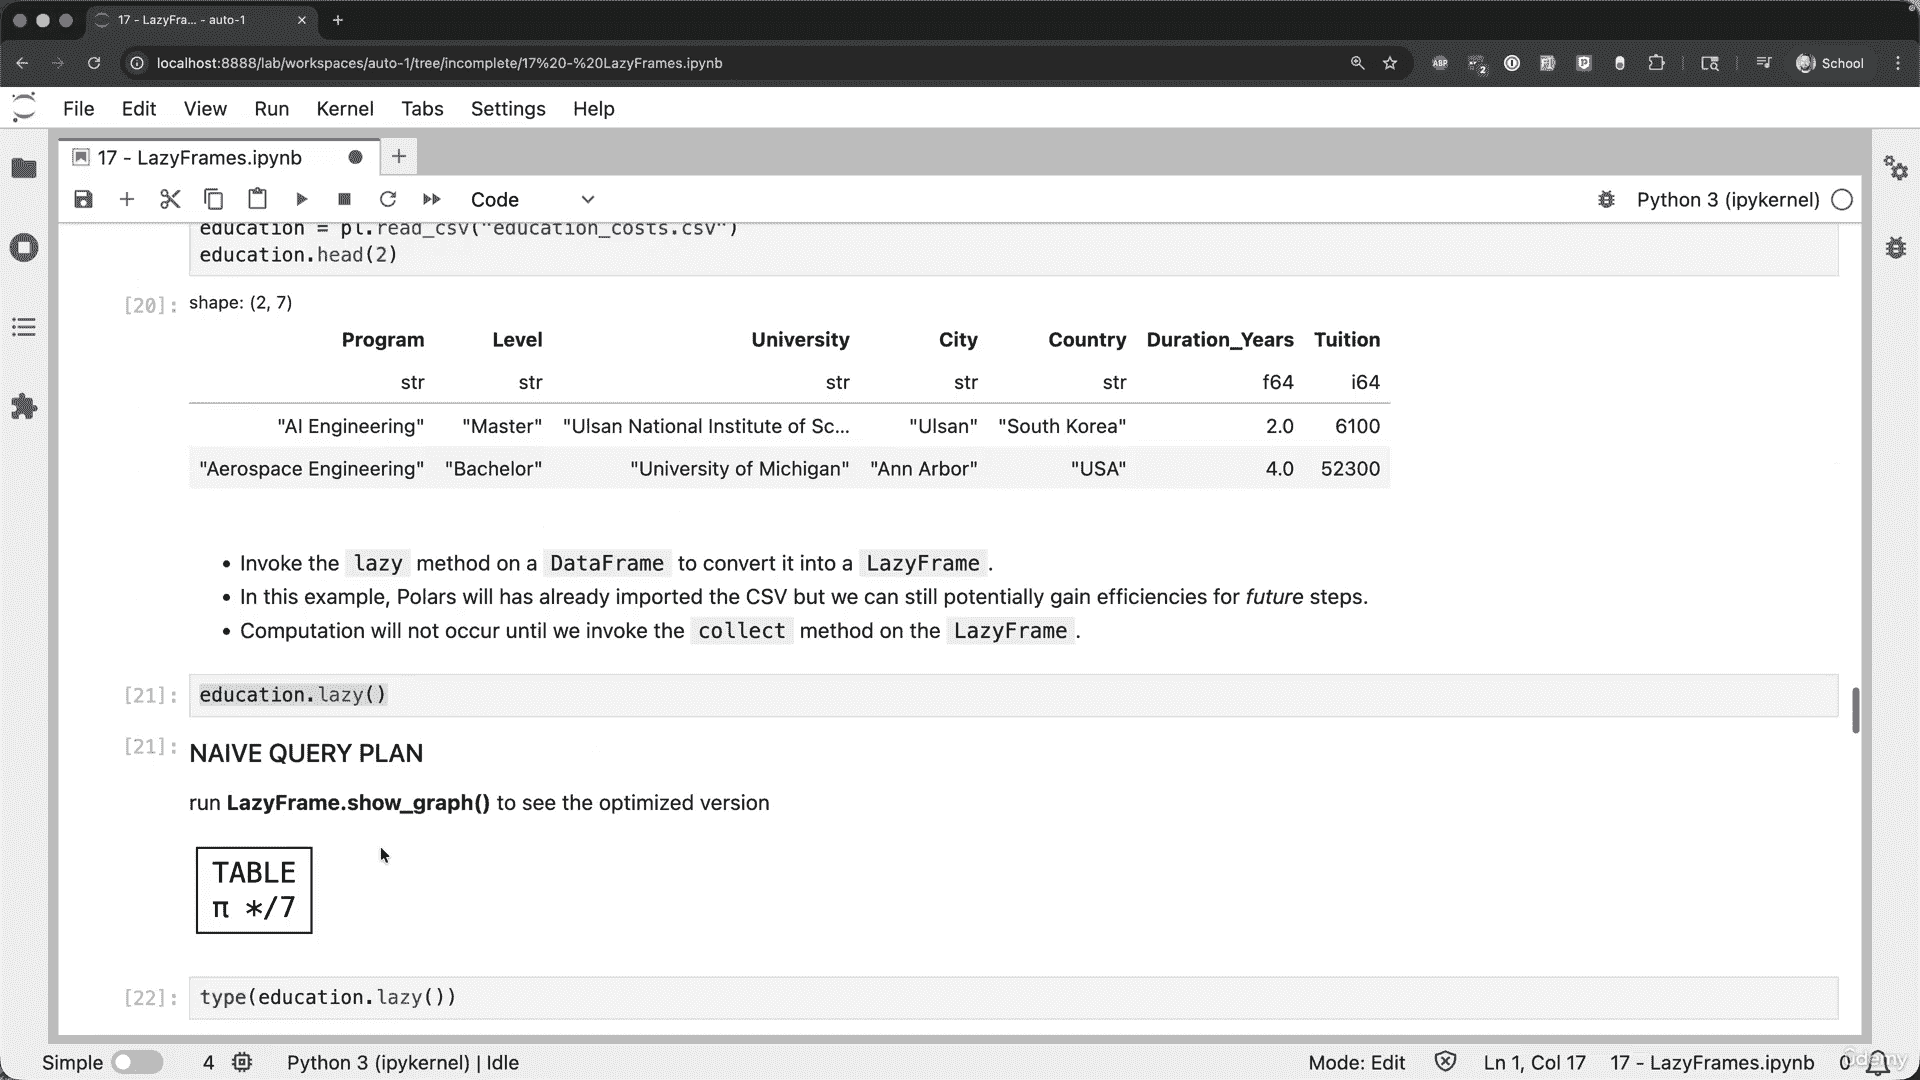 17 - LazyFra... - auto-1
localhost:8888/lab/workspaces/auto-1/tree/incomplete/17%20-%20LazyFrames.ipynb
ABP
2
School
File Edit View Run Kernel Tabs Settings Help
17 - LazyFrames.ipynb
Code
Python 3 (ipykernel)
education = pl.read_csv("education_costs.csv")
education.head(2)
[20]: shape: (2, 7)
Program Level University City Country Duration_Years Tuition
str str str str str f64 i64
"AI Engineering" "Master" "Ulsan National Institute of Sc... "Ulsan" "South Korea" 2.0 6100
"Aerospace Engineering" "Bachelor" "University of Michigan" "Ann Arbor" "USA" 4.0 52300
• Invoke the lazy method on a DataFrame to convert it into a LazyFrame.
• In this example, Polars will has already imported the CSV but we can still potentially gain efficiencies for future steps.
• Computation will not occur until we invoke the collect method on the LazyFrame.
[21]: education.lazy()
[21]: NAIVE QUERY PLAN
run LazyFrame.show_graph() to see the optimized version
TABLE
π */7
[22]: type(education.lazy())
Simple 4 Python 3 (ipykernel) | Idle Mode: Edit Ln 1, Col 17 17 - LazyFrames.ipynb 0
ûdemy